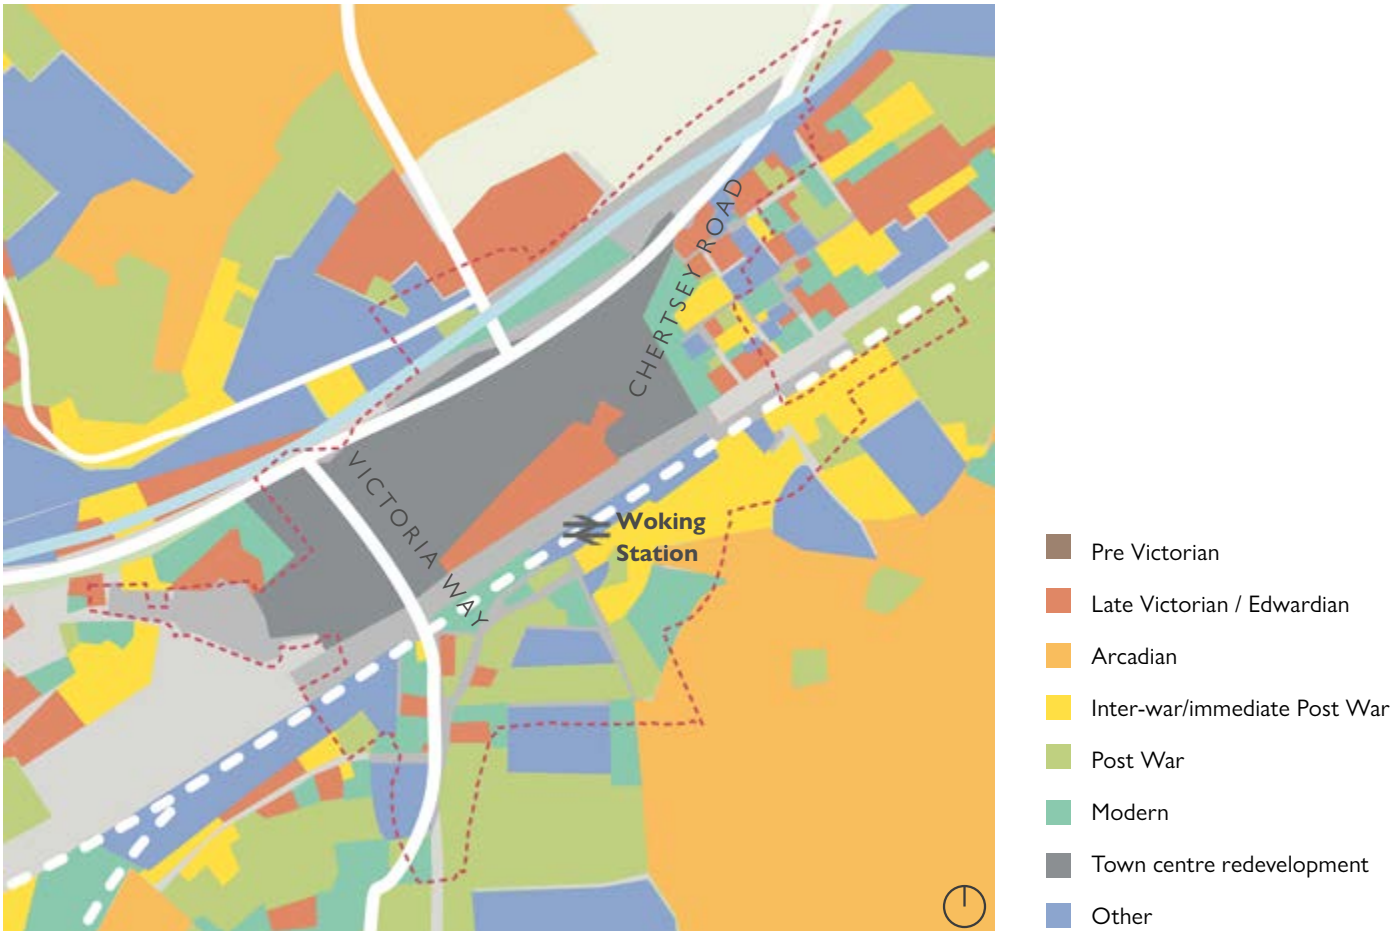 CHERTSEY ROAD
VICTORIA WAY
Woking
Station
Pre Victorian
Late Victorian / Edwardian
Arcadian
Inter-war/immediate Post War
Post War
Modern
Town centre redevelopment
Other